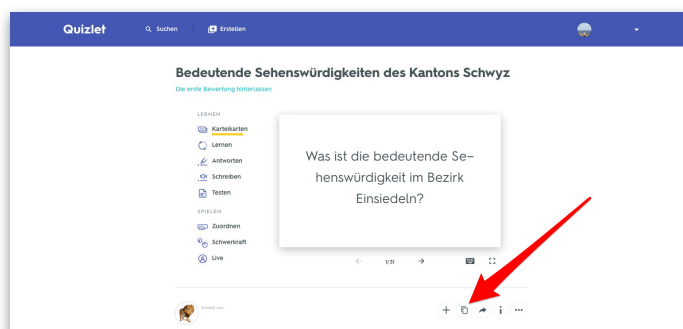 Quizlet
Suchen
Erstellen
Bedeutende Sehenswürdigkeiten des Kantons Schwyz
Die erste Bewertung hinterlassen
LERNEN
Karteikarten
Lernen
Antworten
Schreiben
Testen
SPIELEN
Zuordnen
Schwerkraft
Live
Was ist die bedeutende Se-
henswürdigkeit im Bezirk
Einsiedeln?
1/31